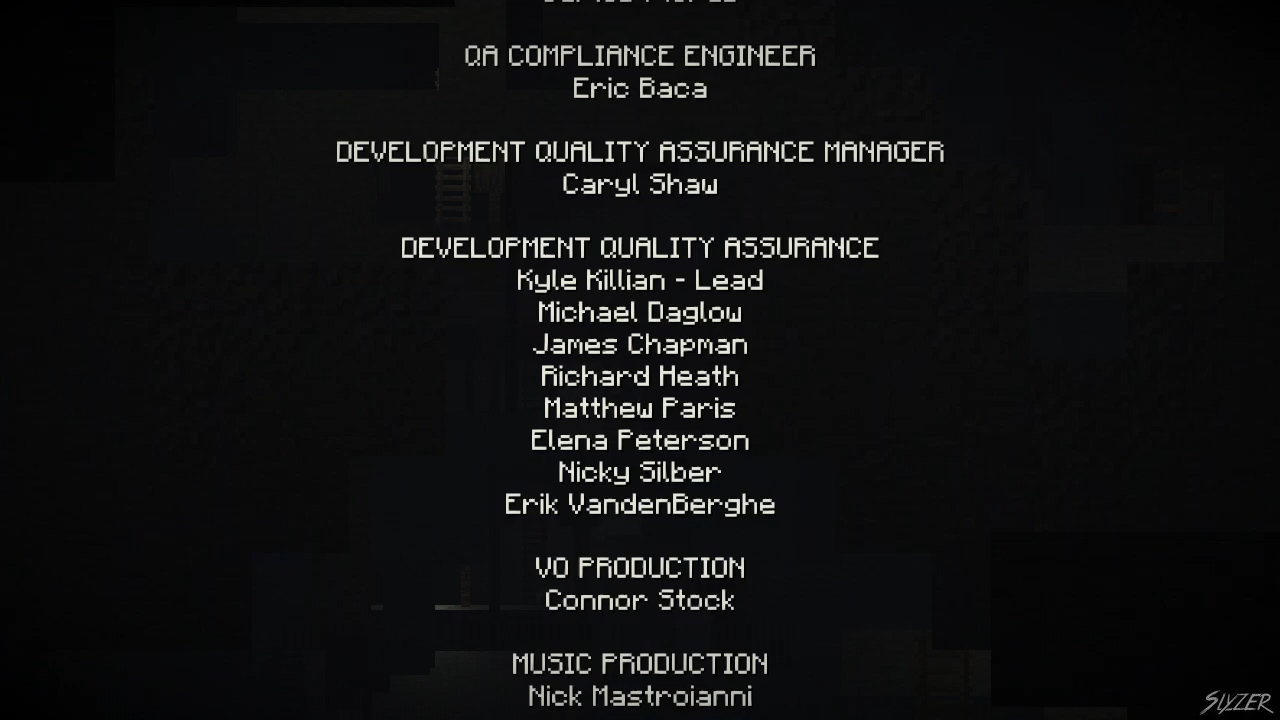 QA COMPLIANCE ENGINEER
Eric Baca
DEVELOPMENT QUALITY ASSURANCE MANAGER
Caryl Shaw
DEVELOPMENT QUALITY ASSURANCE
Kyle Killian - Lead
Michael Daglow
James Chapman
Richard Heath
Matthew Paris
Elena Peterson
Nicky Silber
Erik VandenBerghe
VO PRODUCTION
Connor Stock
MUSIC PRODUCTION
Nick Mastroianni
SLYZER